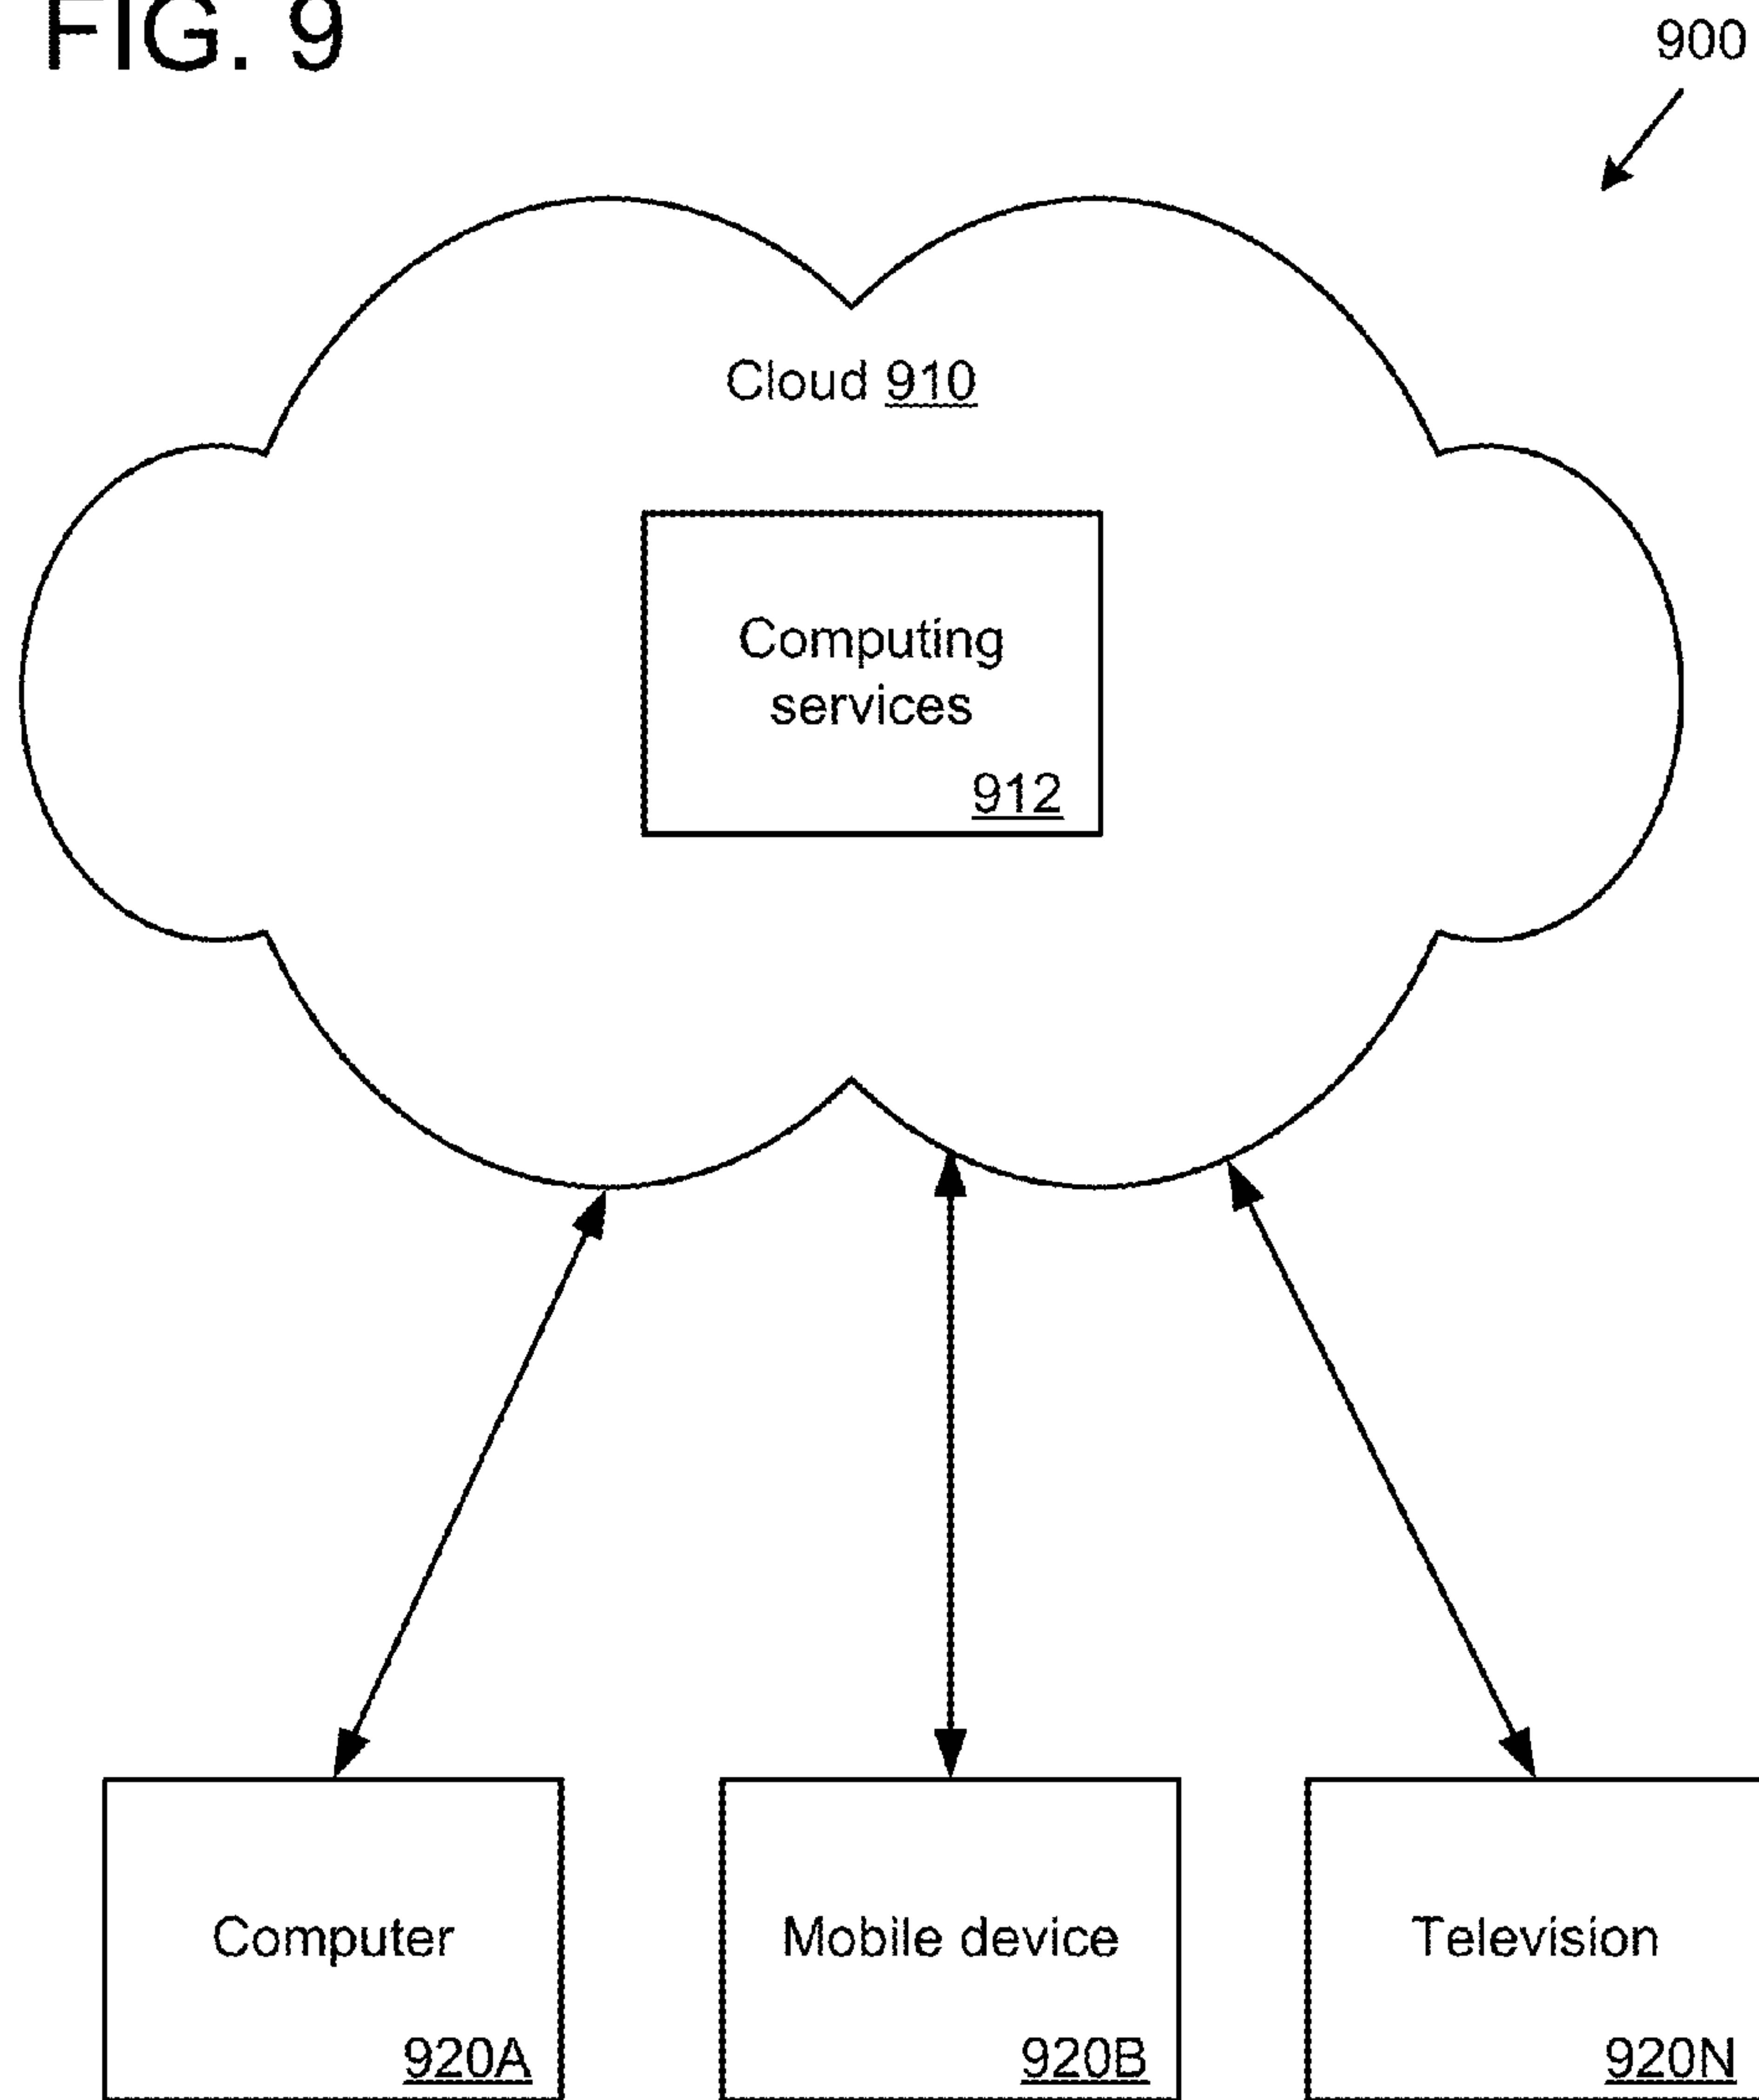 FIG. 9
900
Cloud 910
Computing
services
912
Computer
920A
Mobile device
920B
Television
920N